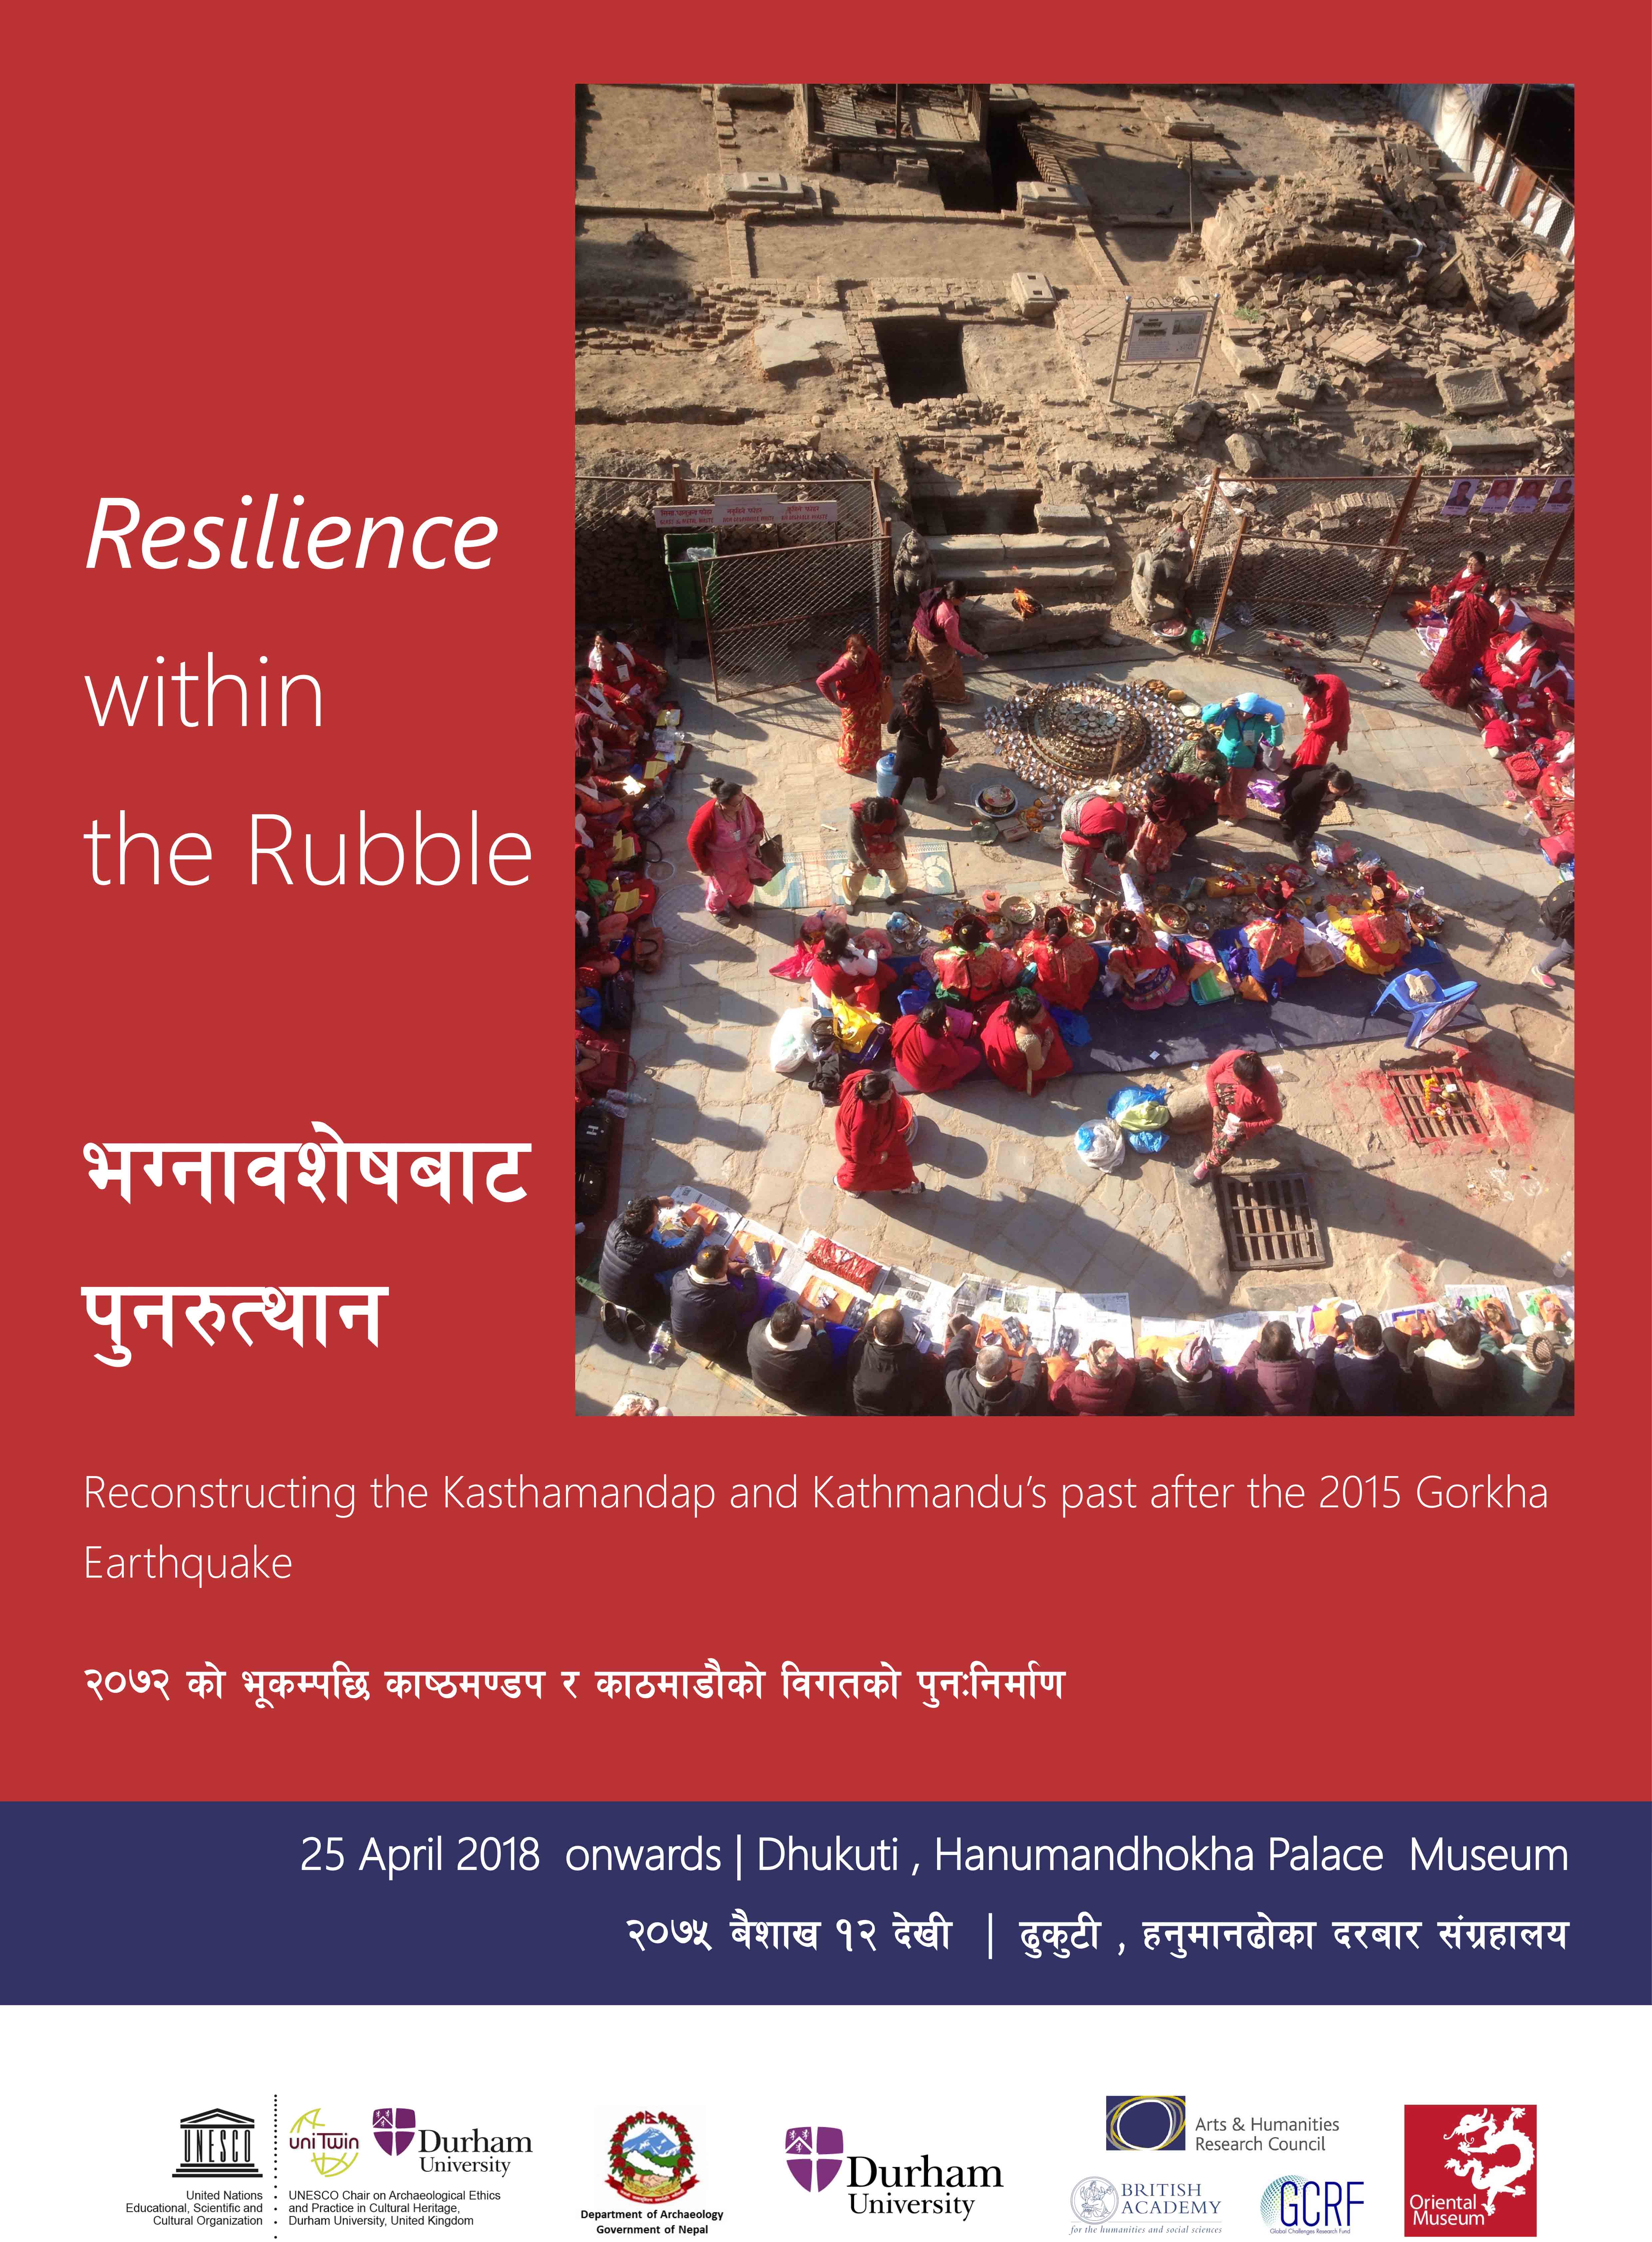 Resilience
within
the Rubble
भग्नावशेषबाट
पुनरुत्थान
Reconstructing the Kasthamandap and Kathmandu’s past after the 2015 Gorkha
Earthquake
२०७२ को भूकम्पछि काष्ठमण्डप र काठमाडौको विगतको पुनःनिर्माण
25 April 2018 onwards | Dhukuti , Hanumandhokha Palace Museum
२०७५ बैशाख १२ देखी | ढुकुटी , हनुमानढोका दरबार संग्रहालय
UNESCO
United Nations
Educational, Scientific and
Cultural Organization
uniTwin
Durham
University
UNESCO Chair on Archaeological Ethics
and Practice in Cultural Heritage,
Durham University, United Kingdom
Department of Archaeology
Government of Nepal
Durham
University
Arts & Humanities
Research Council
BRITISH
ACADEMY
for the humanities and social sciences
GCRF
Global Challenges Research Fund
Oriental
Museum